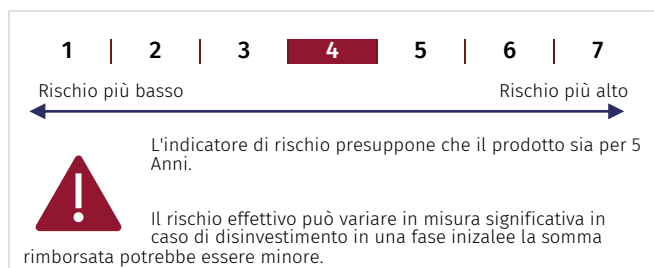 1 | 2 | 3 | 4 | 5 | 6 | 7
Rischio più basso Rischio più alto
L'indicatore di rischio presuppone che il prodotto sia per 5
Anni.
Il rischio effettivo può variare in misura significativa in
caso di disinvestimento in una fase inizalee la somma
rimborsata potrebbe essere minore.